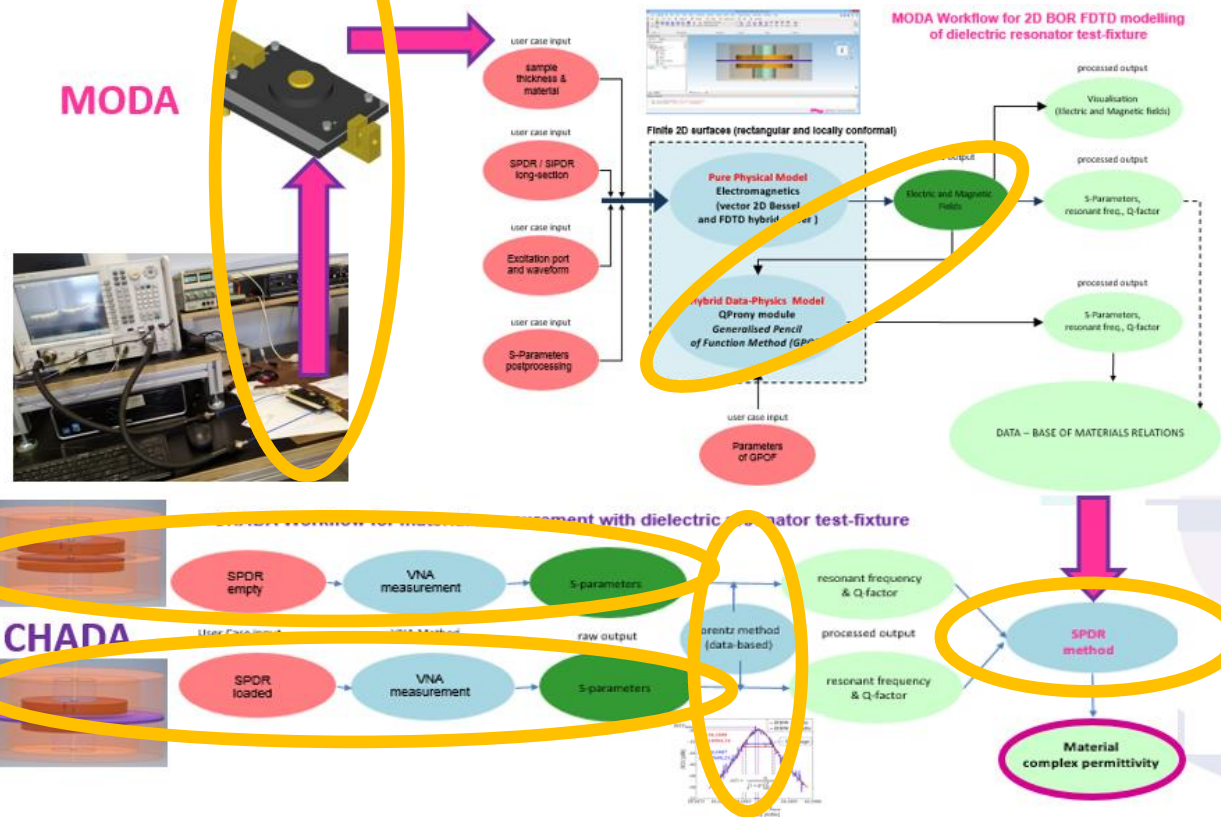 MODA
MODA Workflow for 2D BOR FDTD modelling
of dielectric resonator test-fixture
user case input
sample
thickness &
material
user case input
SPDR / SIPDR
long-section
user case input
Excitation port
and waveform
user case input
S-Parameters
postprocessing
Finite 2D surfaces (rectangular and locally conformal)
Pure Physical Model
Electromagnetics
(vector 2D Bessel
and FDTD hybrid
Data-Physics Model
QProny module
Generalised Pencil
of Function Method (GPOF
user case input
Parameters
of GPOF
output
Electric and Magnetic
Fields
processed output
Visualisation
(Electric and Magnetic fields)
processed output
S-Parameters,
resonant freq., Q-factor
processed output
S-Parameters,
resonant freq., Q-factor
DATA – BASE OF MATERIALS RELATIONS
Workflow for with dielectric test-fixture
CHADA
SPDR
empty
VNA
measurement
S-parameters
resonant frequency
& Q-factor
User Case input
VNA Method
raw output
method
(data-based)
processed output
SPDR
method
SPDR
loaded
VNA
measurement
S-parameters
resonant frequency
& Q-factor
Material
complex permittivity